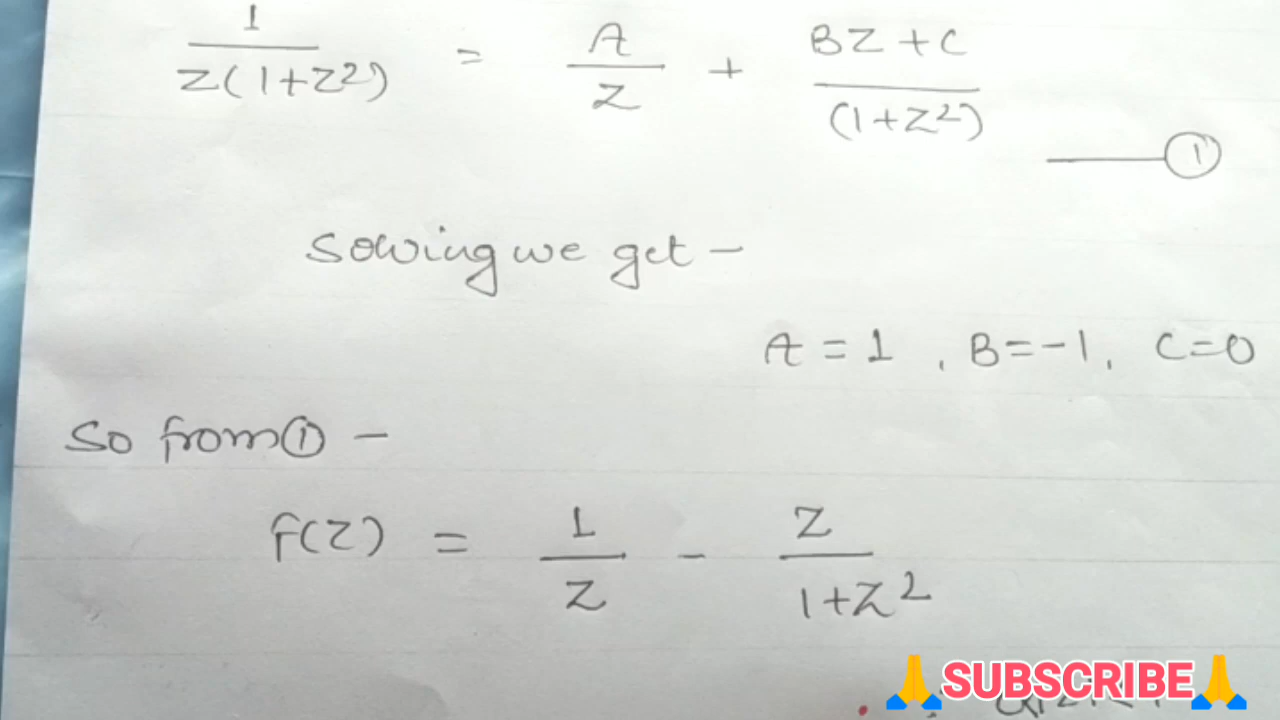 1/Z(1+Z²) = A/Z + BZ+C/(1+Z²) —①
Solving we get –
A = 1, B=-1, C=0
So from ① –
f(Z) = 1/Z - Z/1+Z²
🙏SUBSCRIBE🙏